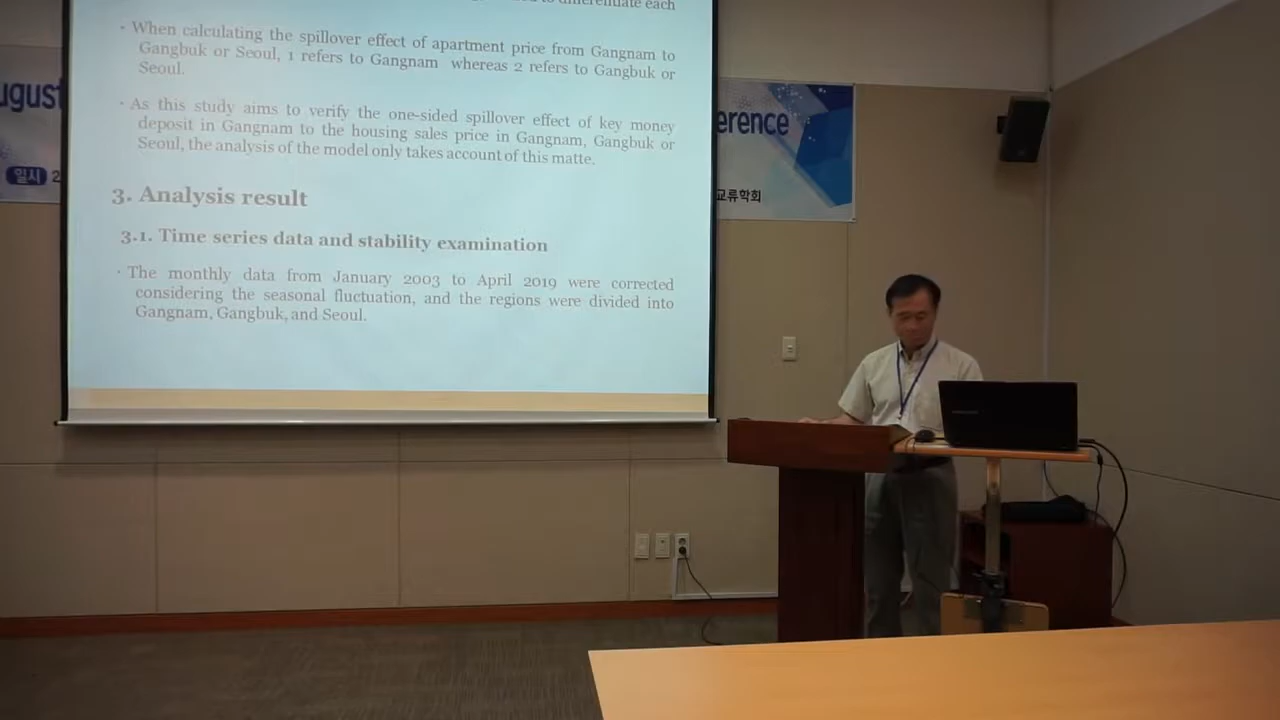 to differentiate each
• When calculating the spillover effect of apartment price from Gangnam to
Gangbuk or Seoul, 1 refers to Gangnam whereas 2 refers to Gangbuk or
Seoul.
• As this study aims to verify the one-sided spillover effect of key money
deposit in Gangnam to the housing sales price in Gangnam, Gangbuk or
Seoul, the analysis of the model only takes account of this matte.
3. Analysis result
3.1. Time series data and stability examination
• The monthly data from January 2003 to April 2019 were corrected
considering the seasonal fluctuation, and the regions were divided into
Gangnam, Gangbuk, and Seoul.
ugust
일시 2
erence
교류학회